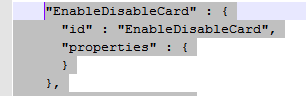 "EnableDisableCard" : {
"id" : "EnableDisableCard",
"properties" : {
}
},